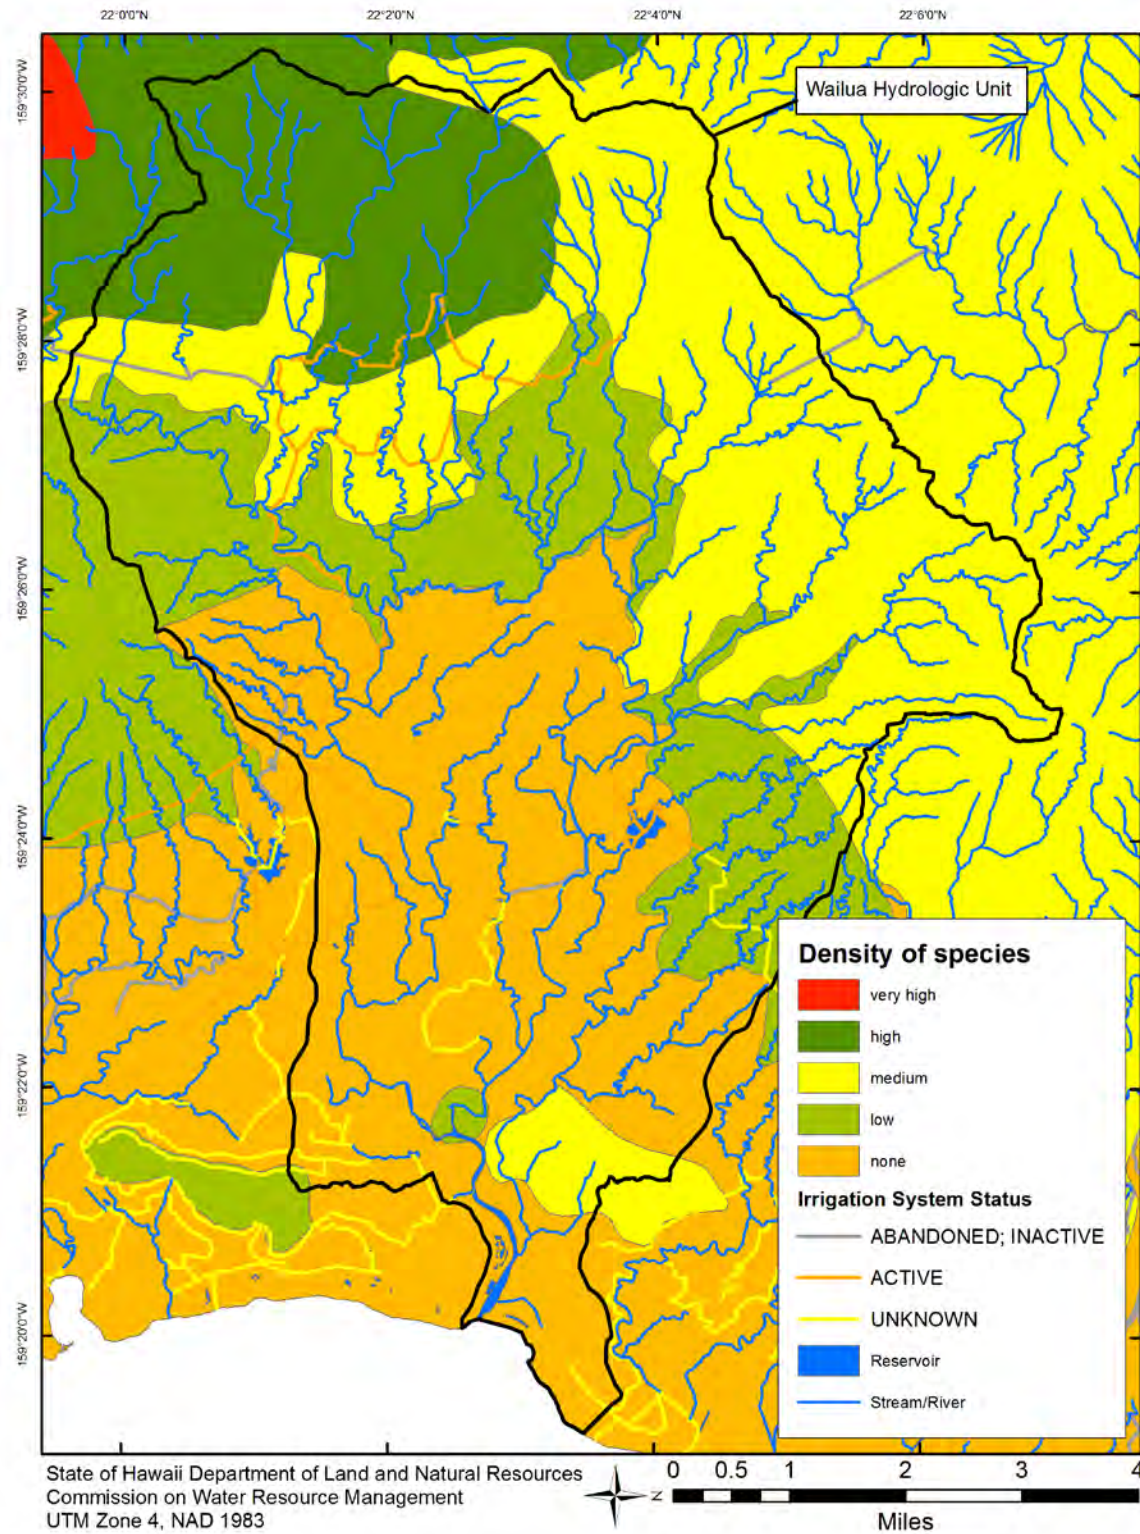 22°0'0"N
22°2'0"N
22°4'0"N
22°6'0"N
159°30'0"W
159°28'0"W
159°26'0"W
159°24'0"W
159°22'0"W
159°20'0"W
Wailua Hydrologic Unit
Density of species
very high
high
medium
low
none
Irrigation System Status
ABANDONED; INACTIVE
ACTIVE
UNKNOWN
Reservoir
Stream/River
State of Hawaii Department of Land and Natural Resources
Commission on Water Resource Management
UTM Zone 4, NAD 1983
N
0 0.5 1 2 3 4
Miles